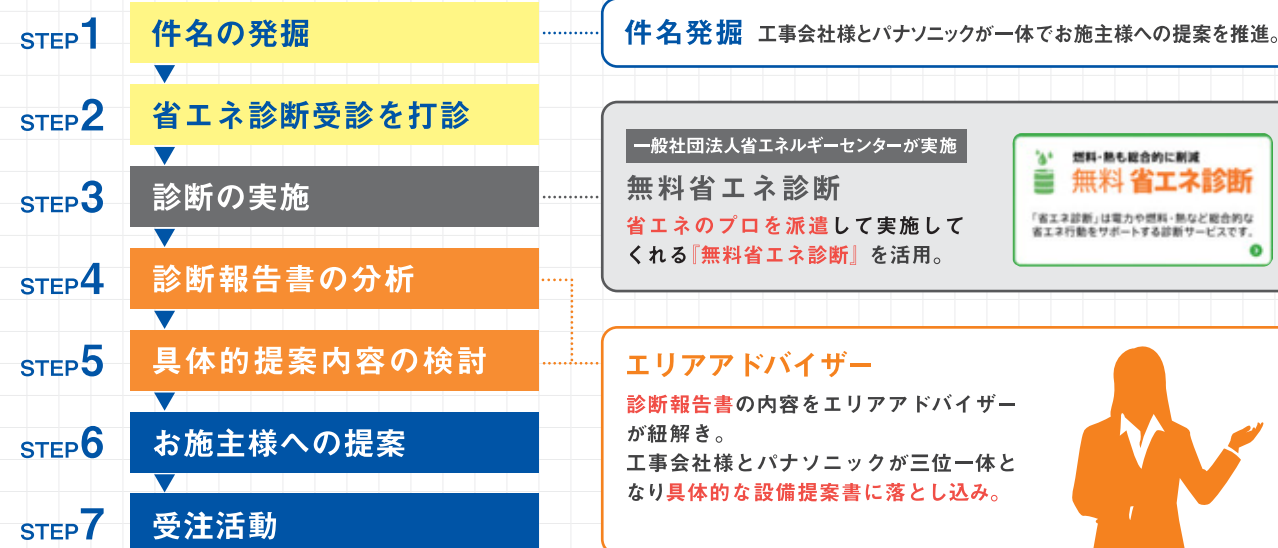 STEP1 件名の発掘
STEP2 省エネ診断受診を打診
STEP3 診断の実施
STEP4 診断報告書の分析
STEP5 具体的提案内容の検討
STEP6 お施主様への提案
STEP7 受注活動
件名発掘 工事会社様とパナソニックが一体でお施主様への提案を推進。
一般社団法人省エネルギーセンターが実施
無料省エネ診断
省エネのプロを派遣して実施して
くれる『無料省エネ診断』を活用。
燃料・熱も総合的に削減
無料 省エネ診断
「省エネ診断」は電力や燃料・熱など総合的な
省エネ行動をサポートする診断サービスです。
エリアアドバイザー
診断報告書の内容をエリアアドバイザー
が紐解き。
工事会社様とパナソニックが三位一体と
なり具体的な設備提案書に落とし込み。